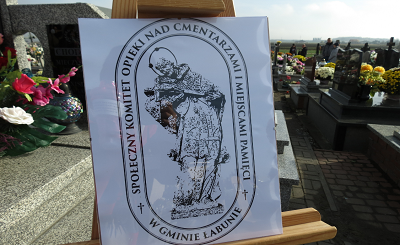 SPOŁECZNY KOMITET OPIEKI NAD CMENTARZAMI I MIEJSCAMI PAMIĘCI
W GMINIE ŁABUNIE